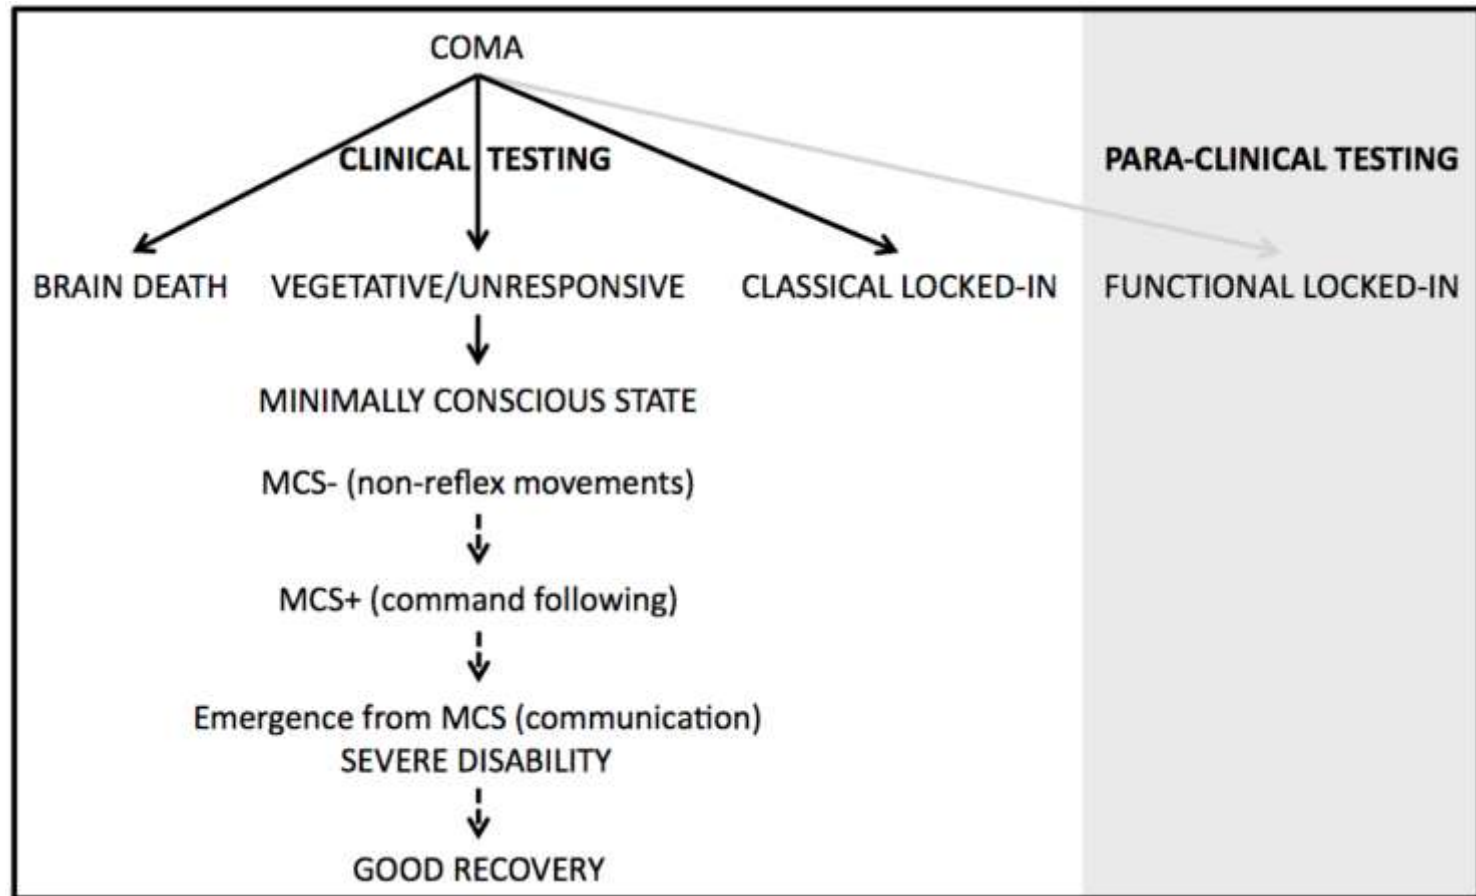 COMA
CLINICAL TESTING
PARA-CLINICAL TESTING
BRAIN DEATH
VEGETATIVE/UNRESPONSIVE
CLASSICAL LOCKED-IN
FUNCTIONAL LOCKED-IN
MINIMALLY CONSCIOUS STATE
MCS- (non-reflex movements)
MCS+ (command following)
Emergence from MCS (communication)
SEVERE DISABILITY
GOOD RECOVERY